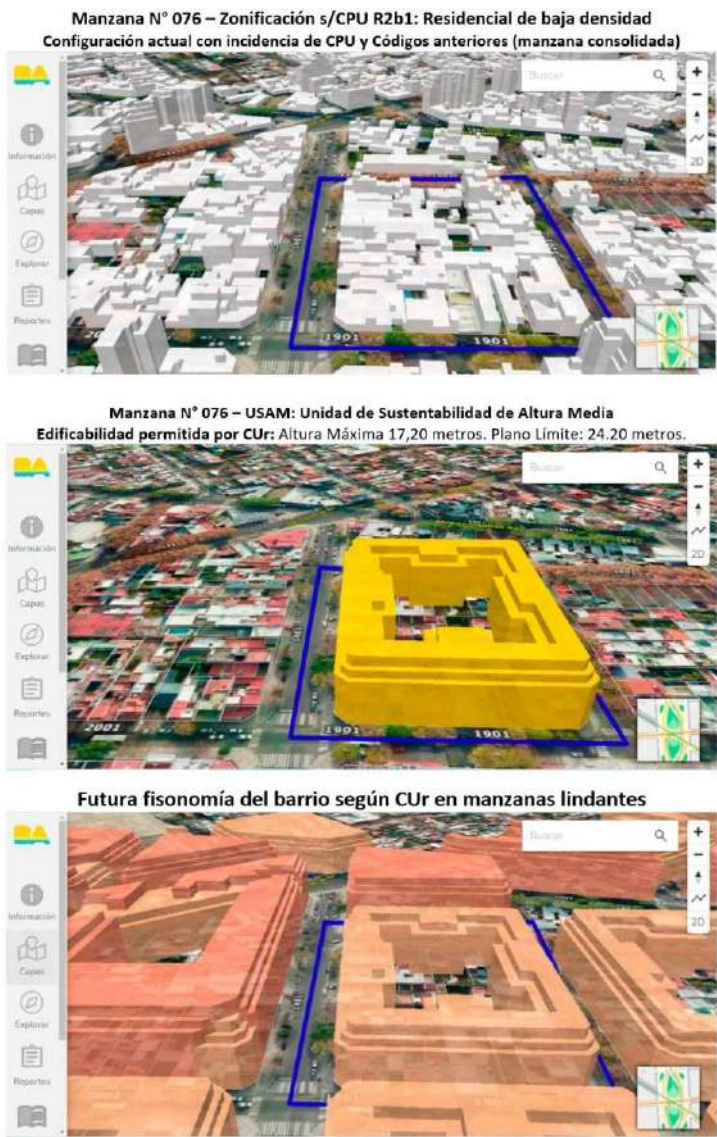 Manzana N° 076 – Zonificación s/CPU R2b1: Residencial de baja densidad
Configuración actual con incidencia de CPU y Códigos anteriores (manzana consolidada)
BA
Buscar
Información
Capas
2D
Explorar
Reportes
1901
1901
Manzana N° 076 – USAM: Unidad de Sustentabilidad de Altura Media
Edificabilidad permitida por CUr: Altura Máxima 17,20 metros. Plano Límite: 24.20 metros.
BA
Buscar
Información
2D
Capas
Explorar
Reportes
2001
1901
1901
Futura fisonomía del barrio según CUr en manzanas lindantes
BA
Buscar
Información
2D
Capas
Explorar
Reportes